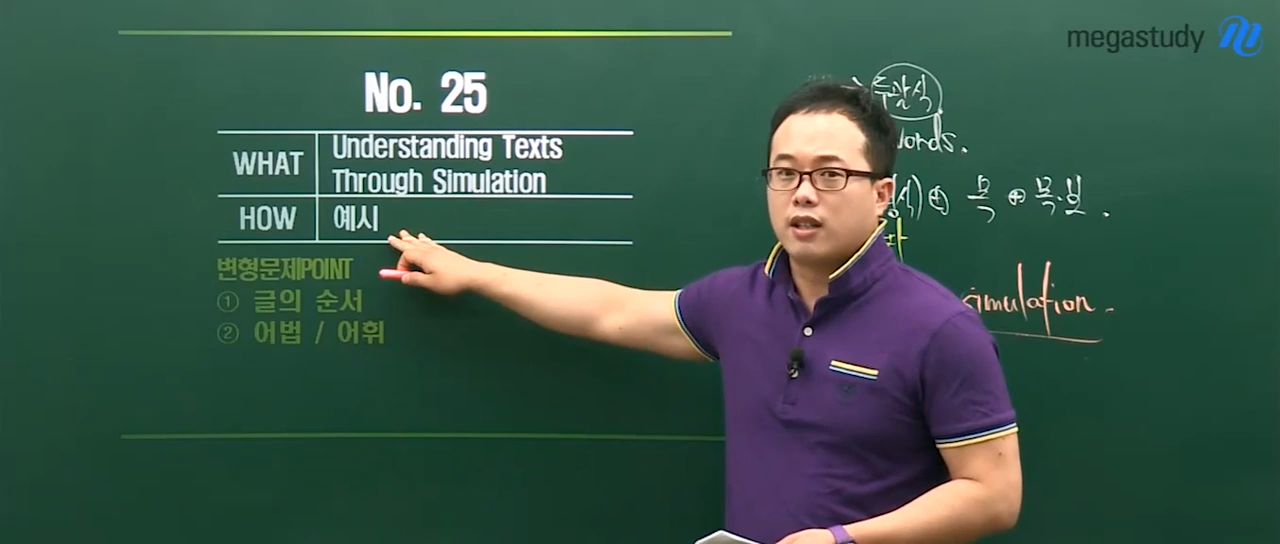 megastudy
No. 25
WHAT
Understanding Texts
Through Simulation
HOW
예시
변형문제POINT
① 글의 순서
② 어법 / 어휘
주관식
words.
simulation.